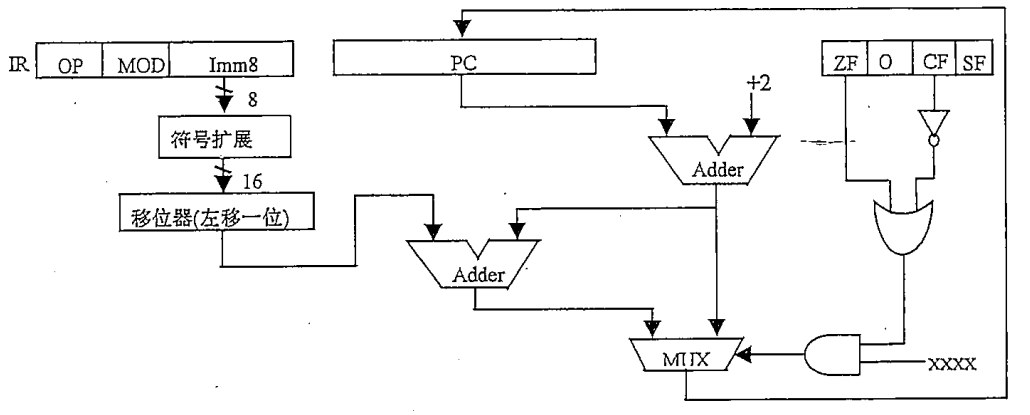 IR OP MOD Imm8
PC
ZF O CF SF
8
+2
符号扩展
Adder
16
移位器(左移一位)
Adder
MUX
XXXX